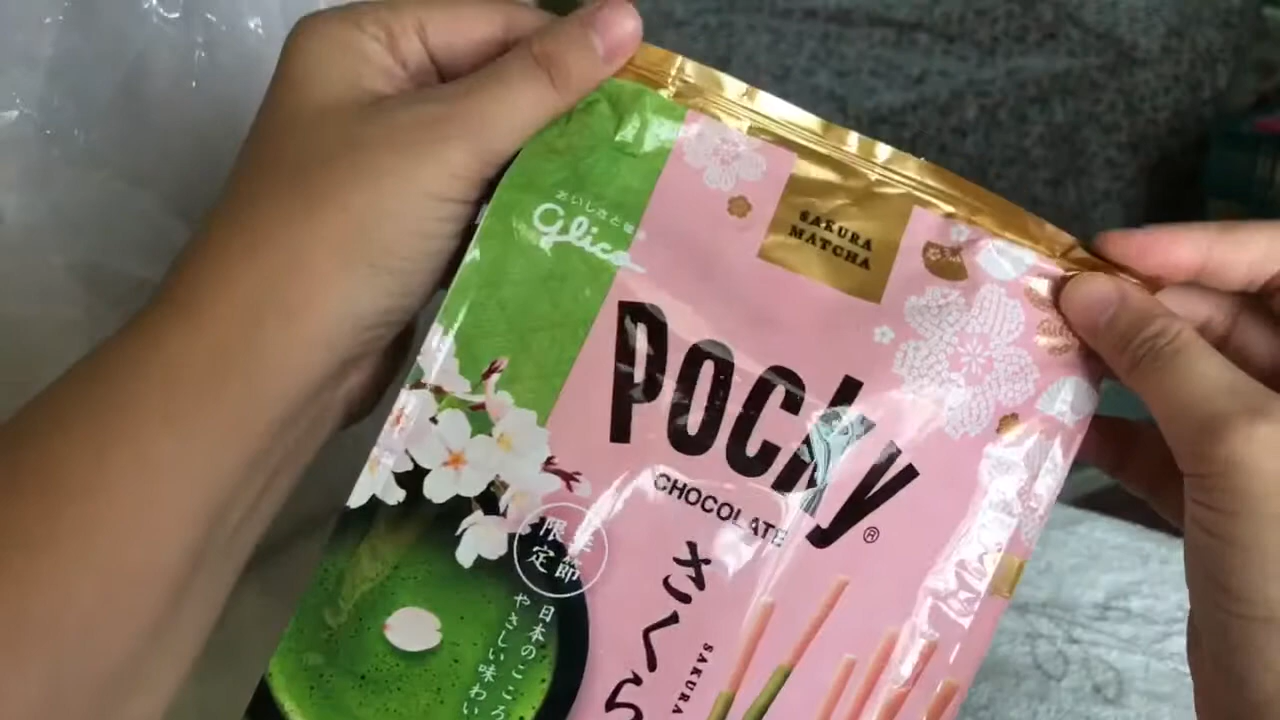 おいしさと健
Glico
SAKURA
MATCHA
POCKY
CHOCOLATE
®
さくら
SAKURA
季節
限定
日本のこころ
やさしい味わい